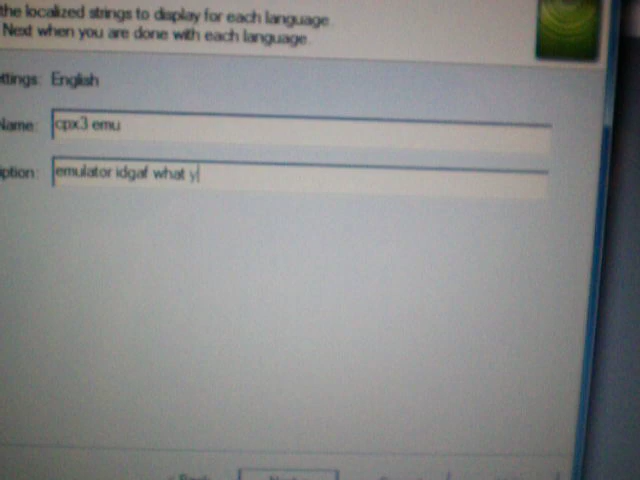 the localized strings to display for each language
Next when you are done with each language.
ttings: English
Name: cpx3 emu
iption: emulator idgaf what y